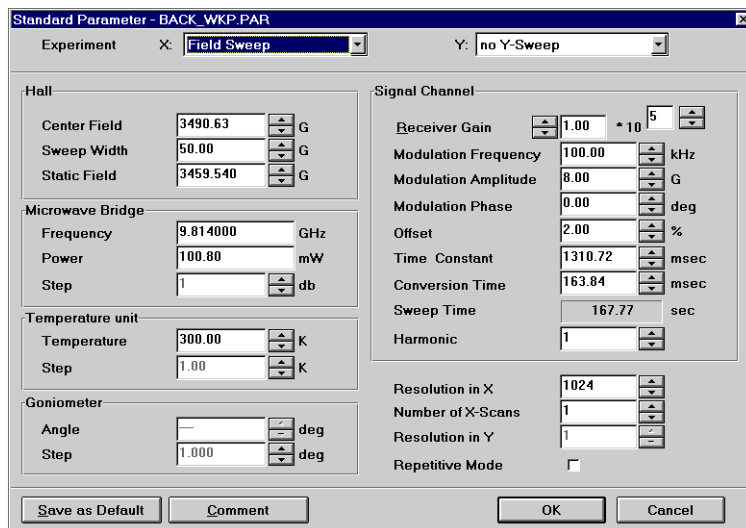 Standard Parameter - BACK_WKP.PAR
Experiment X: Field Sweep Y: no Y-Sweep
Hall
Center Field 3490.63 G
Sweep Width 50.00 G
Static Field 3459.540 G
Microwave Bridge
Frequency 9.814000 GHz
Power 100.80 mW
Step 1 db
Temperature unit
Temperature 300.00 K
Step 1.00 K
Goniometer
Angle — deg
Step 1.000 deg
Signal Channel
Receiver Gain 1.00 * 10 5
Modulation Frequency 100.00 kHz
Modulation Amplitude 8.00 G
Modulation Phase 0.00 deg
Offset 2.00 %
Time Constant 1310.72 msec
Conversion Time 163.84 msec
Sweep Time 167.77 sec
Harmonic 1
Resolution in X 1024
Number of X-Scans 1
Resolution in Y 1
Repetitive Mode
Save as Default Comment OK Cancel